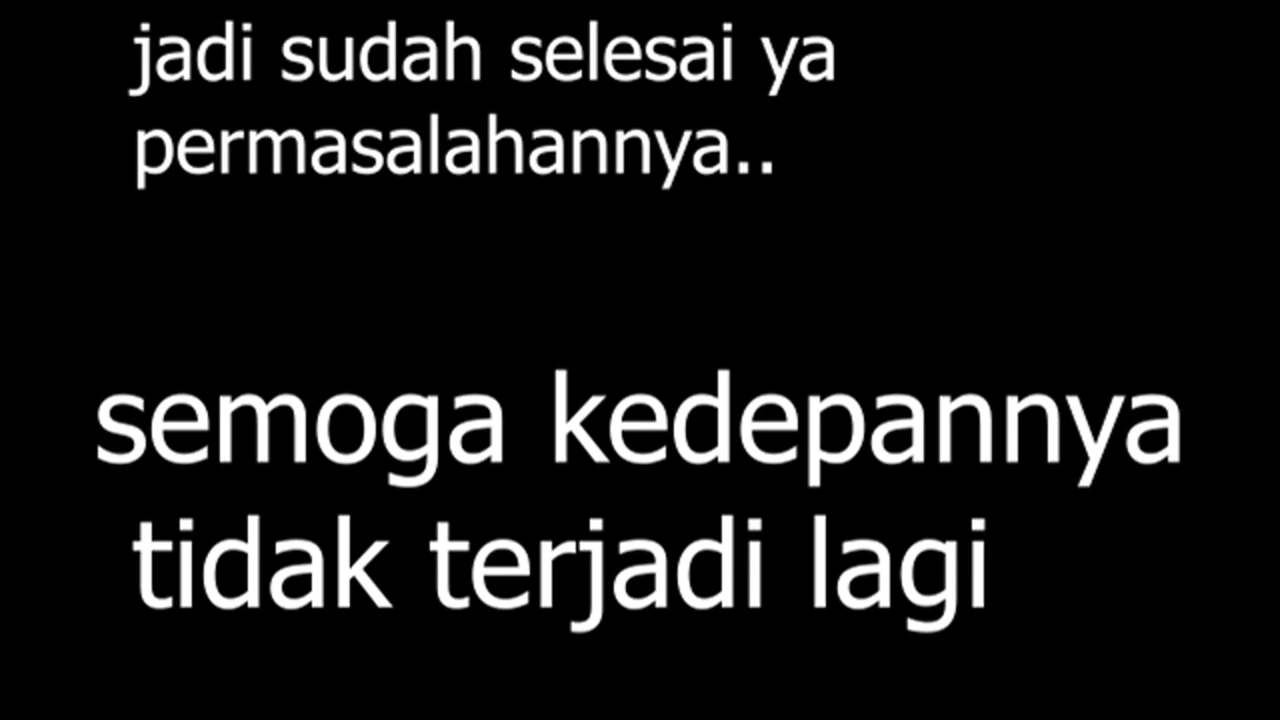 jadi sudah selesai ya
permasalahannya..
semoga kedepannya
tidak terjadi lagi